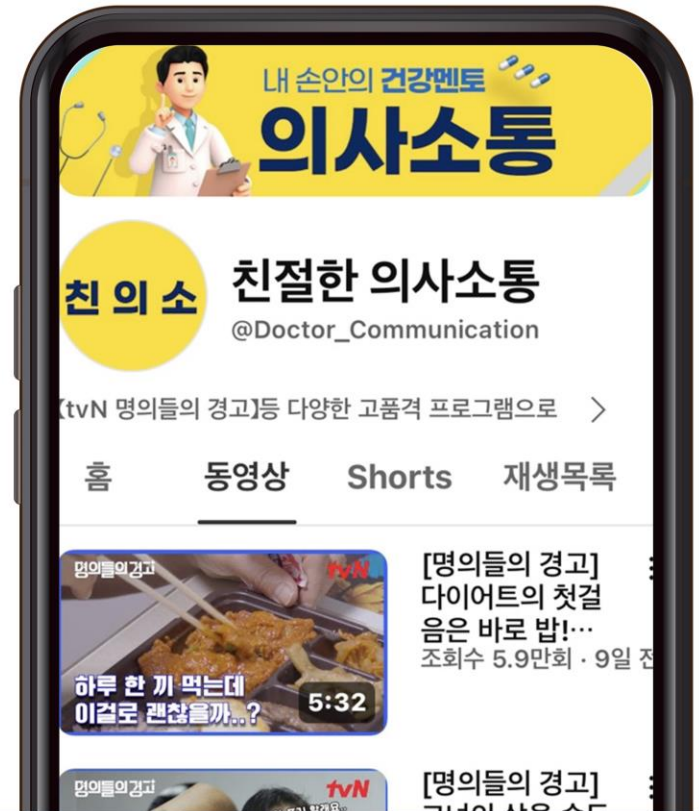 내 손안의 건강멘토
의사소통
친 의 소
친절한 의사소통
@Doctor_Communication
【tvN 명의들의 경고】등 다양한 고품격 프로그램으로
홈 동영상 Shorts 재생목록
명의들의경고 tvN
하루 한 끼 먹는데
이걸로 괜찮을까..?
5:32
[명의들의 경고]
다이어트의 첫걸
음은 바로 밥!…
조회수 5.9만회 · 9일 전
명의들의경고 tvN
[명의들의 경고]